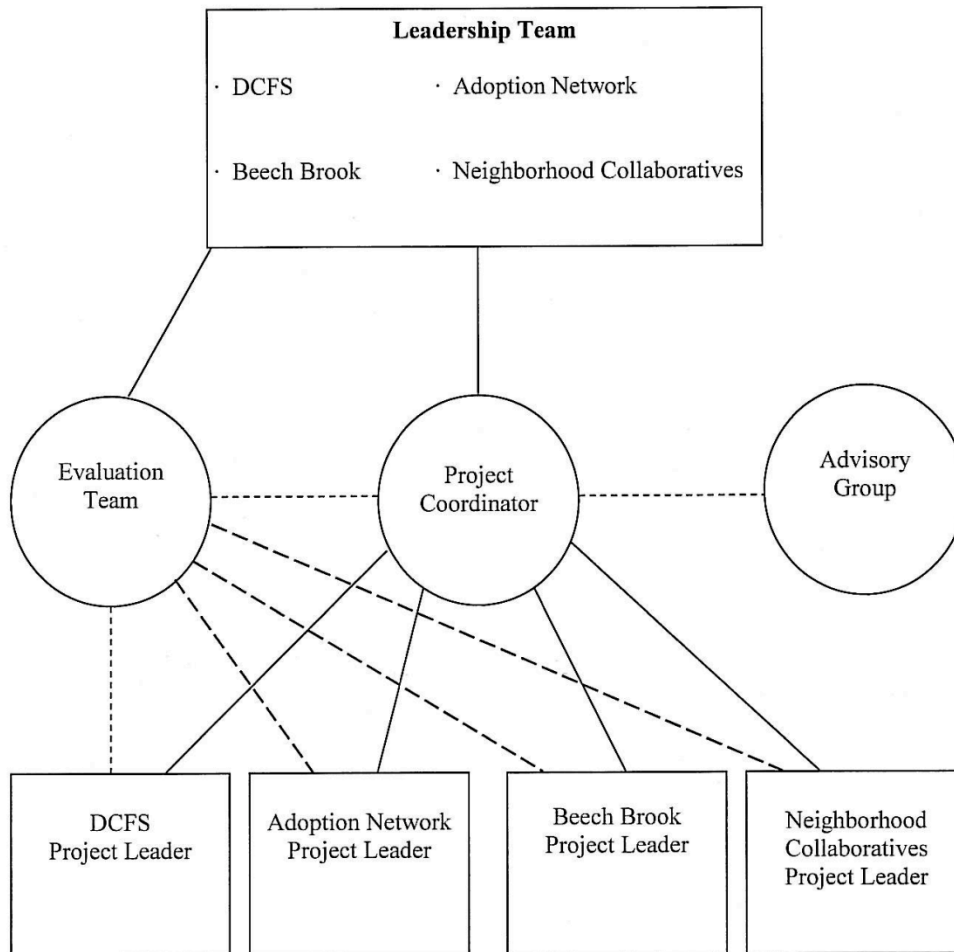 Leadership Team
· DCFS · Adoption Network
· Beech Brook · Neighborhood Collaboratives
Evaluation
Team
Project
Coordinator
Advisory
Group
DCFS
Project Leader
Adoption Network
Project Leader
Beech Brook
Project Leader
Neighborhood
Collaboratives
Project Leader